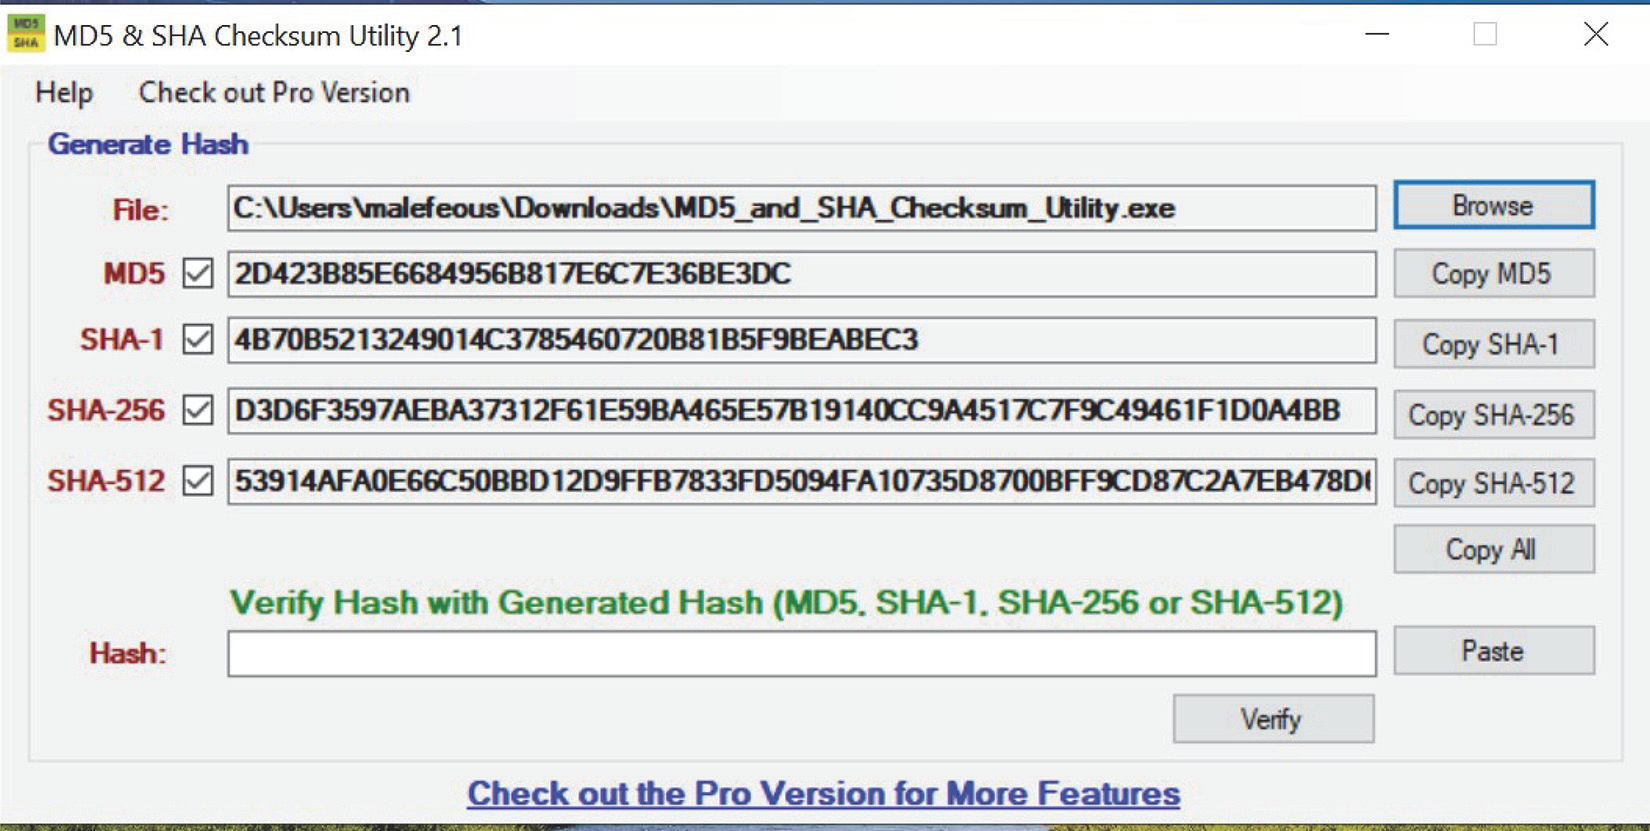 MD5
SHA
MD5 & SHA Checksum Utility 2.1
Help Check out Pro Version
Generate Hash
File: C:\Users\malefeous\Downloads\MD5_and_SHA_Checksum_Utility.exe Browse
MD5 2D423B85E6684956B817E6C7E36BE3DC Copy MD5
SHA-1 4B70B5213249014C3785460720B81B5F9BEABEC3 Copy SHA-1
SHA-256 D3D6F3597AEBA37312F61E59BA465E57B19140CC9A4517C7F9C49461F1D0A4BB Copy SHA-256
SHA-512 53914AFA0E66C50BBD12D9FFB7833FD5094FA10735D8700BFF9CD87C2A7EB478D Copy SHA-512
Copy All
Verify Hash with Generated Hash (MD5, SHA-1, SHA-256 or SHA-512)
Hash: Paste
Verify
Check out the Pro Version for More Features